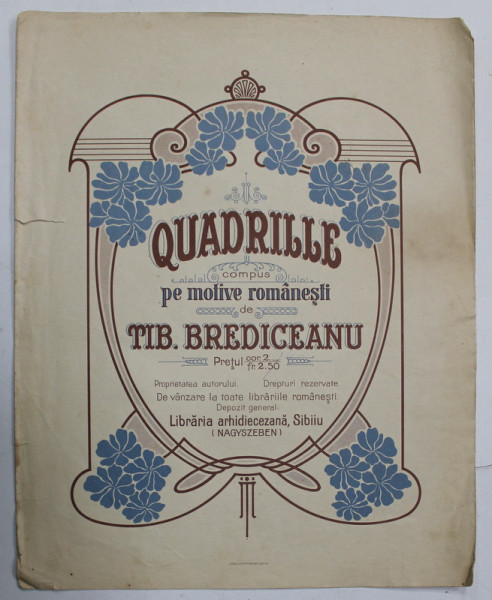 QUADRILLE
compus
pe motive românești
de
TIB. BREDICEANU
Prețul cor. 2
fr. 2.50
Proprietatea autorului. Drepturi rezervate.
De vânzare la toate librăriile românești.
Depozit general:
Librăria arhidiecezană, Sibiiu
(NAGYSZEBEN)